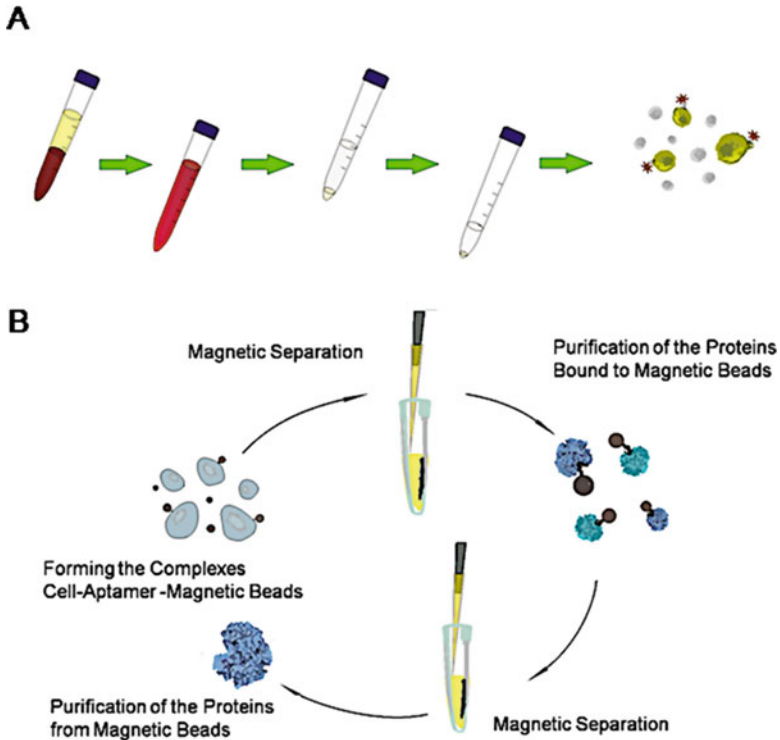 A
B
Magnetic Separation
Purification of the Proteins
Bound to Magnetic Beads
Forming the Complexes
Cell-Aptamer -Magnetic Beads
Purification of the Proteins
from Magnetic Beads
Magnetic Separation